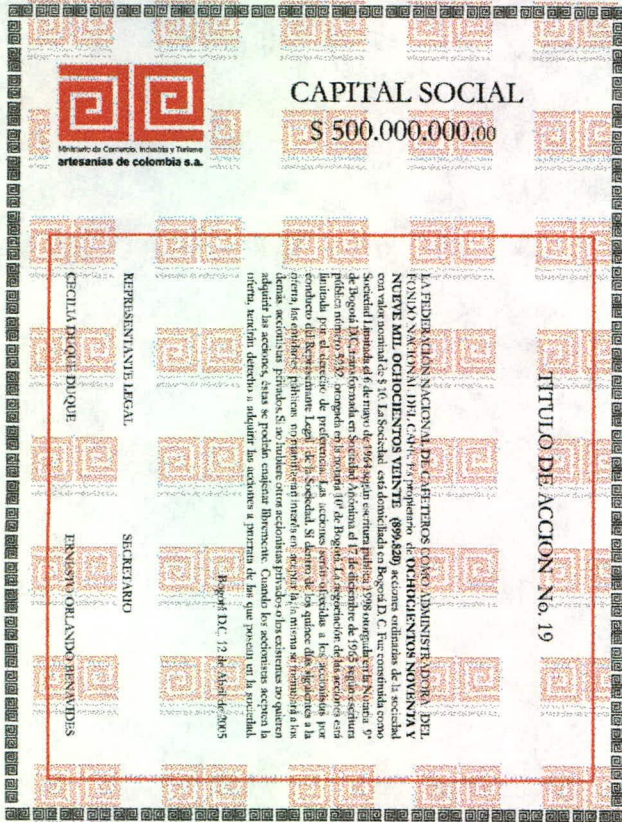 CAPITAL SOCIAL
$ 500.000.000.00
Ministerio de Comercio, Industria y Turismo
artesanías de colombia s.a.
TITULO DE ACCION No. 19
LA FEDERACION NACIONAL DE CAFETEROS COMO ADMINISTRADORA DEL
FONDO NACIONAL DEL CAFE, Es propietario de OCHOCIENTOS NOVENTA Y
NUEVE MIL OCHOCIENTOS VEINTE (899.820), acciones ordinarias de la sociedad
con valor nominal de $ 10. La Sociedad está domiciliada en Bogotá D. C. Fue constituida como
Sociedad Limitada el 6 de mayo de 1964 según escritura pública 1998 otorgada en la Notaria 9ª
de Bogotá D.C. transformada en Sociedad Anónima el 17 de diciembre de 1965 según escritura
pública número otorgada en la notaria 10ª de Bogotá. La negociación de las acciones está
limitada por el derecho de preferencia. Las acciones serán ofrecidas a los accionistas por
conducto del Representante Legal de la Sociedad. Si dentro de los quince días siguientes a la
oferta, las entidades públicas no manifiestan interés en aceptarla, la misma se a los
demás accionistas privados. Si no hubiere otros accionistas privados o los existentes no quieren
adquirir las acciones, éstas se podrán enajenar libremente. Cuando los accionistas acepten la
oferta, tendrán derecho a adquirir las acciones a prorrata de las que posean en la sociedad.
Bogotá D.C. 12 de Abril de 2005
REPRESENTANTE LEGAL SECRETARIO
CECILIA DUQUE DUQUE ERNESTO ORLANDO BENAVIDES